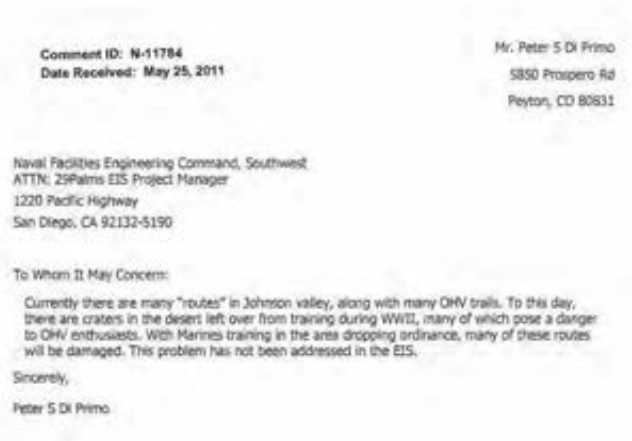 Comment ID: N-11784
Date Received: May 25, 2011
Mr. Peter S Di Primo
5850 Prospero Rd
Peyton, CO 80831
Naval Facilities Engineering Command, Southwest
ATTN: 29Palms EIS Project Manager
1220 Pacific Highway
San Diego, CA 92132-5190
To Whom It May Concern:
Currently there are many "routes" in Johnson valley, along with many OHV trails. To this day,
there are craters in the desert left over from training during WWII, many of which pose a danger
to OHV enthusiasts. With Marines training in the area dropping ordinance, many of these routes
will be damaged. This problem has not been addressed in the EIS.
Sincerely,
Peter S Di Primo